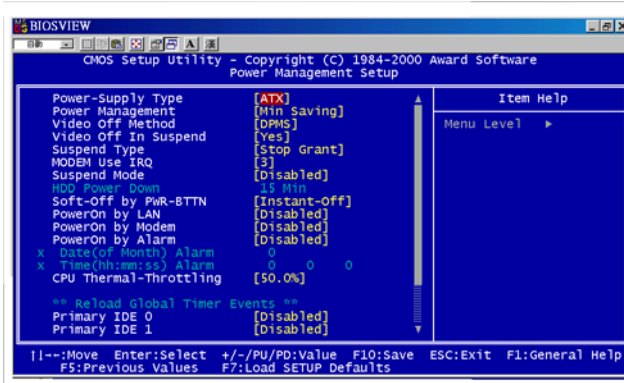 BIOSVIEW
自動
A 漢
CMOS Setup Utility - Copyright (C) 1984-2000 Award Software
Power Management Setup
Power-Supply Type [ATX]
Power Management [Min Saving]
Video Off Method [DPMS]
Video Off In Suspend [Yes]
Suspend Type [Stop Grant]
MODEM Use IRQ [3]
Suspend Mode [Disabled]
HDD Power Down 15 Min
Soft-Off by PWR-BTTN [Instant-Off]
PowerOn by LAN [Disabled]
PowerOn by Modem [Disabled]
PowerOn by Alarm [Disabled]
x Date(of Month) Alarm 0
x Time(hh:mm:ss) Alarm 0 0 0
CPU Thermal-Throttling [50.0%]
** Reload Global Timer Events **
Primary IDE 0 [Disabled]
Primary IDE 1 [Disabled]
Item Help
Menu Level ►
↑↓←→:Move Enter:Select +/-/PU/PD:Value F10:Save ESC:Exit F1:General Help
F5:Previous Values F7:Load SETUP Defaults